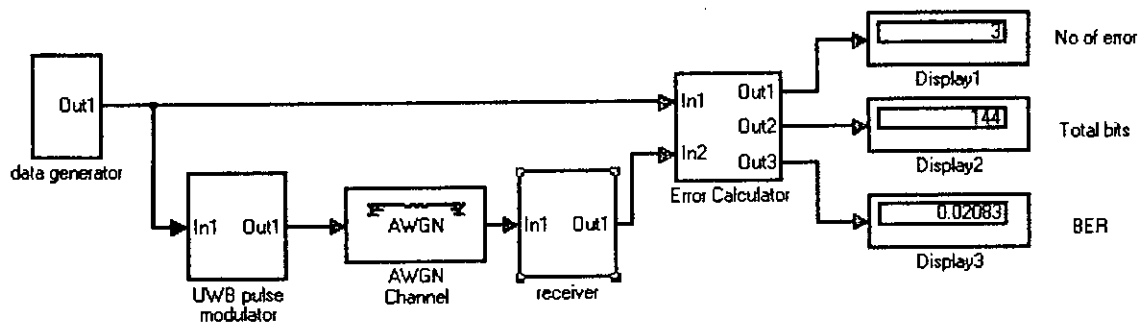 Out1
data generator
In1 Out1
UWB pulse
modulator
AWGN
AWGN
Channel
In1 Out1
receiver
In1 Out1
Out2
In2
Out3
Error Calculator
3
Display1
No of error
144
Display2
Total bits
0.02083
Display3
BER